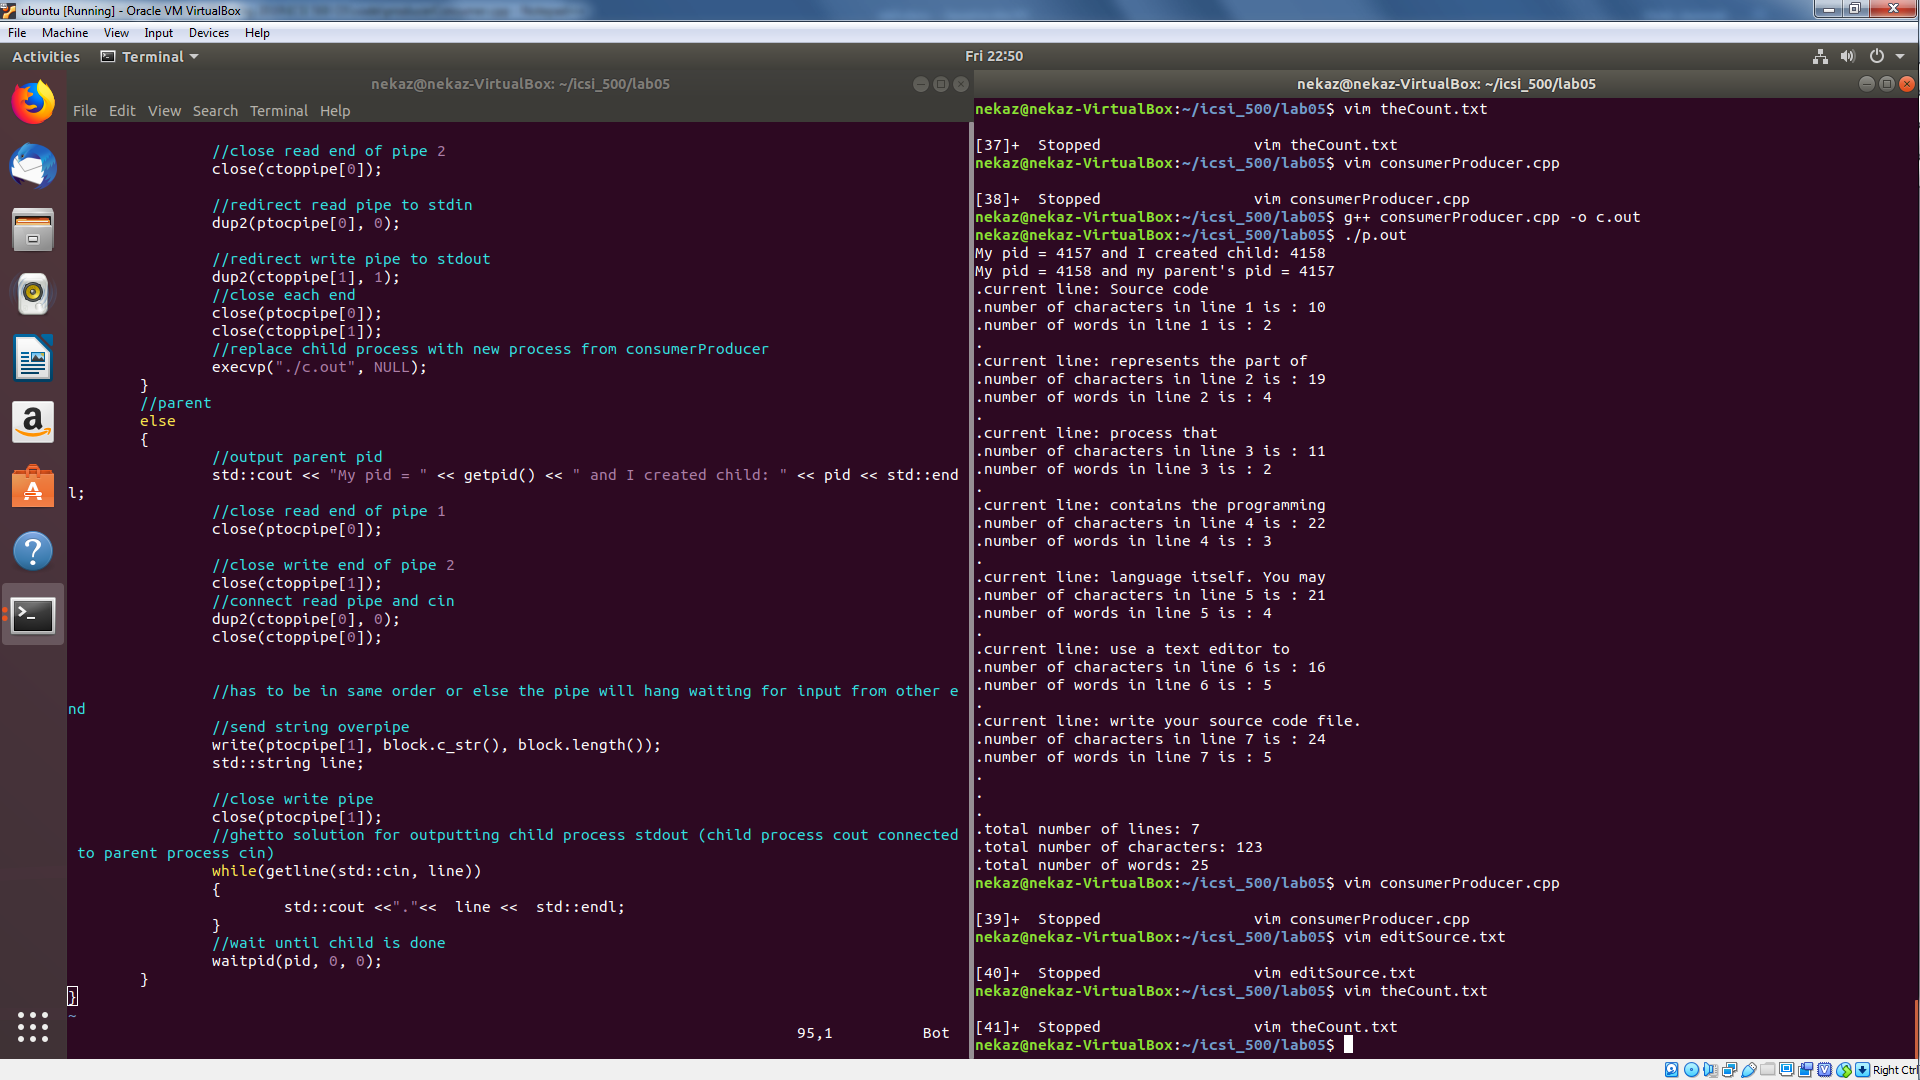 ubuntu [Running] - Oracle VM VirtualBox
File Machine View Input Devices Help
Activities Terminal Fri 22:50
nekaz@nekaz-VirtualBox: ~/icsi_500/lab05
File Edit View Search Terminal Help
//close read end of pipe 2
close(ctoppipe[0]);
//redirect read pipe to stdin
dup2(ptocpipe[0], 0);
//redirect write pipe to stdout
dup2(ctoppipe[1], 1);
//close each end
close(ptocpipe[0]);
close(ctoppipe[1]);
//replace child process with new process from consumerProducer
execvp("./c.out", NULL);
}
//parent
else
{
//output parent pid
std::cout << "My pid = " << getpid() << " and I created child: " << pid << std::end
l;
//close read end of pipe 1
close(ptocpipe[0]);
//close write end of pipe 2
close(ctoppipe[1]);
//connect read pipe and cin
dup2(ctoppipe[0], 0);
close(ctoppipe[0]);
//has to be in same order or else the pipe will hang waiting for input from other e
nd
//send string overpipe
write(ptocpipe[1], block.c_str(), block.length());
std::string line;
//close write pipe
close(ptocpipe[1]);
//ghetto solution for outputting child process stdout (child process cout connected
to parent process cin)
while(getline(std::cin, line))
{
std::cout <<"."<<  line <<  std::endl;
}
//wait until child is done
waitpid(pid, 0, 0);
}
}
~
95,1 Bot
nekaz@nekaz-VirtualBox: ~/icsi_500/lab05
nekaz@nekaz-VirtualBox:~/icsi_500/lab05$ vim theCount.txt
[37]+  Stopped                 vim theCount.txt
nekaz@nekaz-VirtualBox:~/icsi_500/lab05$ vim consumerProducer.cpp
[38]+  Stopped                 vim consumerProducer.cpp
nekaz@nekaz-VirtualBox:~/icsi_500/lab05$ g++ consumerProducer.cpp -o c.out
nekaz@nekaz-VirtualBox:~/icsi_500/lab05$ ./p.out
My pid = 4157 and I created child: 4158
My pid = 4158 and my parent's pid = 4157
.current line: Source code
.number of characters in line 1 is : 10
.number of words in line 1 is : 2
.
.current line: represents the part of
.number of characters in line 2 is : 19
.number of words in line 2 is : 4
.
.current line: process that
.number of characters in line 3 is : 11
.number of words in line 3 is : 2
.
.current line: contains the programming
.number of characters in line 4 is : 22
.number of words in line 4 is : 3
.
.current line: language itself. You may
.number of characters in line 5 is : 21
.number of words in line 5 is : 4
.
.current line: use a text editor to
.number of characters in line 6 is : 16
.number of words in line 6 is : 5
.
.current line: write your source code file.
.number of characters in line 7 is : 24
.number of words in line 7 is : 5
.
.
.
.total number of lines: 7
.total number of characters: 123
.total number of words: 25
nekaz@nekaz-VirtualBox:~/icsi_500/lab05$ vim consumerProducer.cpp
[39]+  Stopped                 vim consumerProducer.cpp
nekaz@nekaz-VirtualBox:~/icsi_500/lab05$ vim editSource.txt
[40]+  Stopped                 vim editSource.txt
nekaz@nekaz-VirtualBox:~/icsi_500/lab05$ vim theCount.txt
[41]+  Stopped                 vim theCount.txt
nekaz@nekaz-VirtualBox:~/icsi_500/lab05$
Right Ctrl